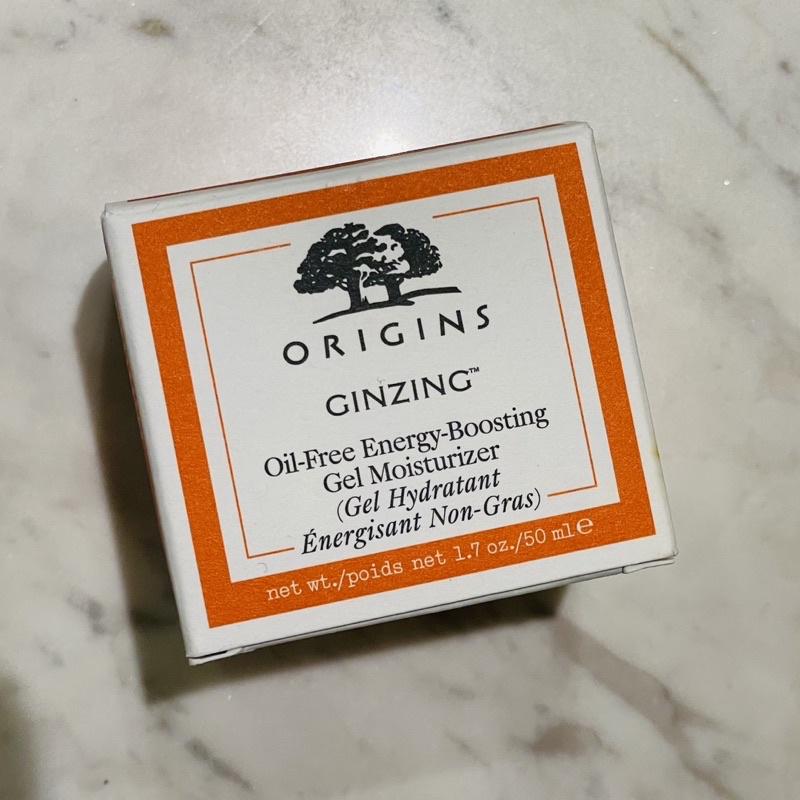 ORIGINS
GINZING™
Oil-Free Energy-Boosting
Gel Moisturizer
(Gel Hydratant
Énergisant Non-Gras)
net wt./poids net 1.7 oz./50 ml℮